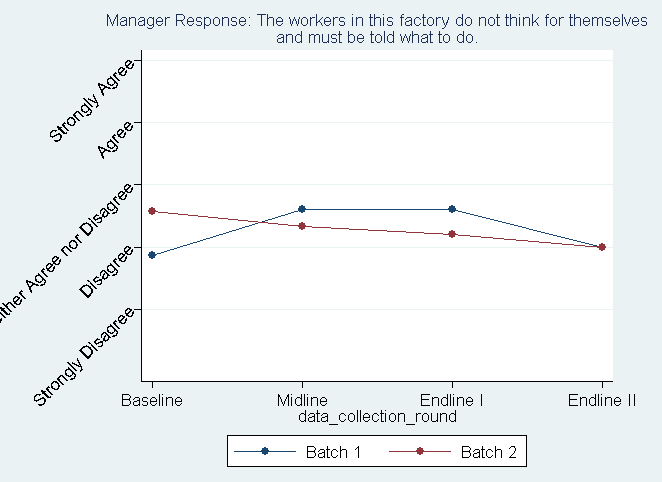 Manager Response: The workers in this factory do not think for themselves
and must be told what to do.
Strongly Agree
Agree
ither Agree nor Disagree
Disagree
Strongly Disagree
Baseline Midline Endline I Endline II
data_collection_round
Batch 1 Batch 2